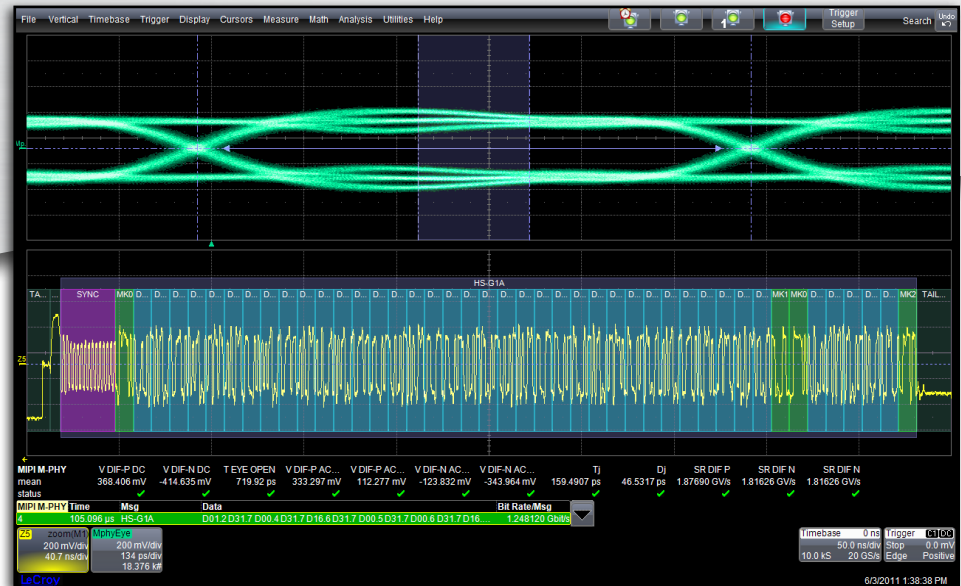 File Vertical Timebase Trigger Display Cursors Measure Math Analysis Utilities Help
1
Trigger
Setup
Search
Undo
HS-G1A
TA... ... SYNC MK0 D... D... D... D... D... D... D... D... D... D... D... D... D... D... D... D... D... D... D... D... D... D... D... D... D... D... D... D... D... D... D... D... D... D... D... MK1 MK0 D... D... D... D... D... MK2 TAIL...
Z5
MIPI M-PHY V DIF-P DC V DIF-N DC T EYE OPEN V DIF-P AC... V DIF-P AC... V DIF-N AC... V DIF-N AC... Tj Dj SR DIF P SR DIF N SR DIF N
mean 368.406 mV -414.635 mV 719.92 ps 333.297 mV 112.277 mV -123.832 mV -343.964 mV 159.4907 ps 46.5317 ps 1.87690 GV/s 1.81626 GV/s 1.81626 GV/s
status
MIPI M-PHY Time Msg Data Bit Rate/Msg
4 105.096 µs HS-G1A D01.2 D31.7 D00.4 D31.7 D16.6 D31.7 D00.5 D31.7 D00.6 D31.7 D16.... 1.248120 Gbit/s
Z5 zoom(M1)
200 mV/div
40.7 ns/div
MphyEye
200 mV/div
134 ps/div
18.376 k#
Timebase 0 ns
50.0 ns/div
10.0 kS 20 GS/s
Trigger C1 DC
Stop 0.0 mV
Edge Positive
LeCroy
6/3/2011 1:38:38 PM